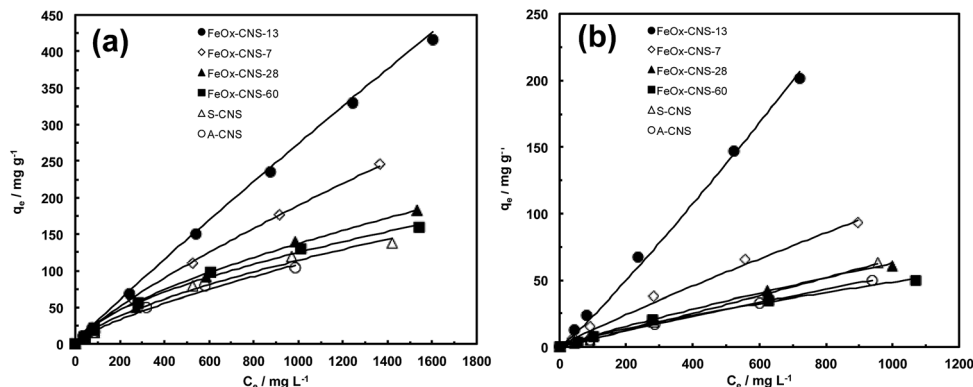 (a)
FeOx-CNS-13
FeOx-CNS-7
FeOx-CNS-28
FeOx-CNS-60
S-CNS
A-CNS
450
400
350
300
250
200
150
100
50
0
qe / mg g-1
0 200 400 600 800 1000 1200 1400 1600 1800
Ce / mg L-1
(b)
FeOx-CNS-13
FeOx-CNS-7
FeOx-CNS-28
FeOx-CNS-60
S-CNS
A-CNS
250
200
150
100
50
0
qe / mg g-1
0 200 400 600 800 1000 1200
Ce / mg L-1